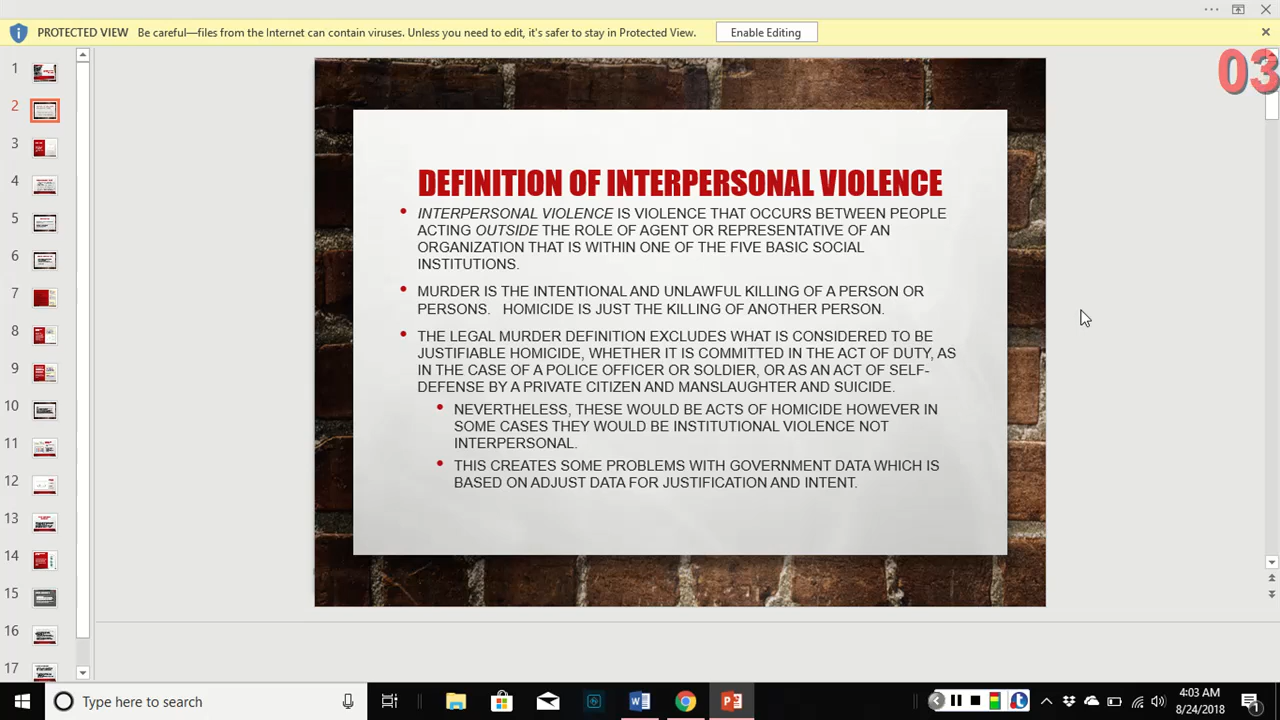 PROTECTED VIEW Be careful—files from the Internet can contain viruses. Unless you need to edit, it's safer to stay in Protected View. Enable Editing
03
1
2
3
4
5
6
7
8
9
10
11
12
13
14
15
16
17
DEFINITION OF INTERPERSONAL VIOLENCE
• INTERPERSONAL VIOLENCE IS VIOLENCE THAT OCCURS BETWEEN PEOPLE
ACTING OUTSIDE THE ROLE OF AGENT OR REPRESENTATIVE OF AN
ORGANIZATION THAT IS WITHIN ONE OF THE FIVE BASIC SOCIAL
INSTITUTIONS.
• MURDER IS THE INTENTIONAL AND UNLAWFUL KILLING OF A PERSON OR
PERSONS. HOMICIDE IS JUST THE KILLING OF ANOTHER PERSON.
• THE LEGAL MURDER DEFINITION EXCLUDES WHAT IS CONSIDERED TO BE
JUSTIFIABLE HOMICIDE, WHETHER IT IS COMMITTED IN THE ACT OF DUTY, AS
IN THE CASE OF A POLICE OFFICER OR SOLDIER, OR AS AN ACT OF SELF-
DEFENSE BY A PRIVATE CITIZEN AND MANSLAUGHTER AND SUICIDE.
• NEVERTHELESS, THESE WOULD BE ACTS OF HOMICIDE HOWEVER IN
SOME CASES THEY WOULD BE INSTITUTIONAL VIOLENCE NOT
INTERPERSONAL.
• THIS CREATES SOME PROBLEMS WITH GOVERNMENT DATA WHICH IS
BASED ON ADJUST DATA FOR JUSTIFICATION AND INTENT.
Type here to search
4:03 AM
8/24/2018